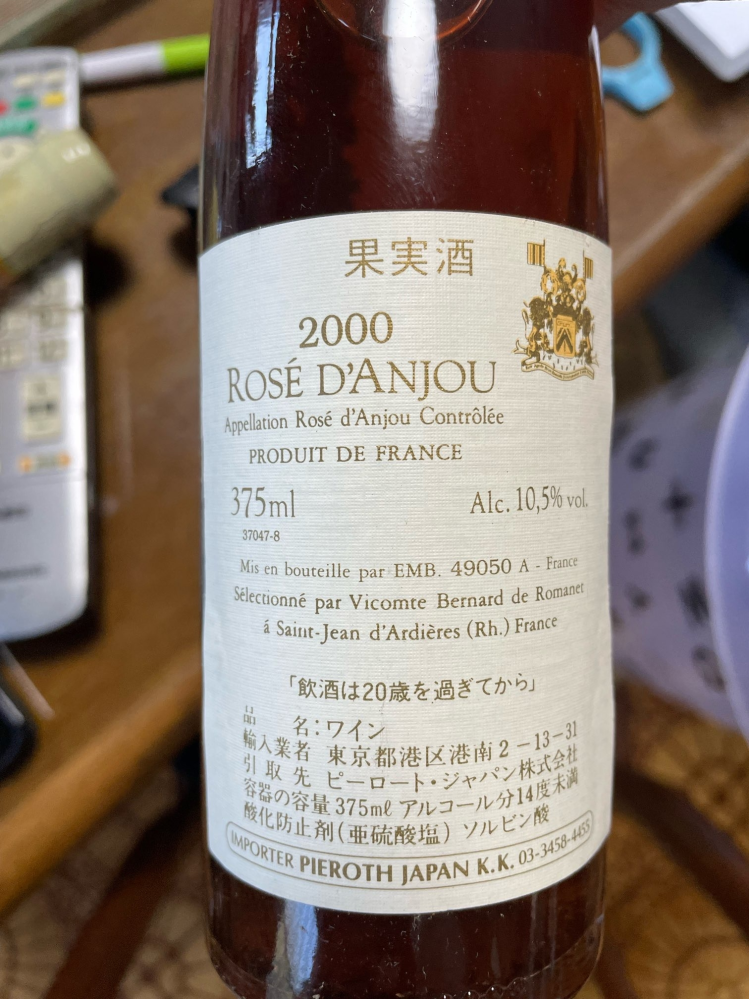 果実酒
2000
ROSÉ D'ANJOU
Appellation Rosé d'Anjou Contrôlée
PRODUIT DE FRANCE
375ml
Alc. 10,5% vol.
37047-8
Mis en bouteille par EMB. 49050 A - France
Sélectionné par Vicomte Bernard de Romanet
á Saint-Jean d'Ardières (Rh.) France
「飲酒は20歳を過ぎてから」
品 名:ワイン
輸入業者 東京都港区港南2-13-31
引取先 ピーロート・ジャパン株式会社
容器の容量375mℓ アルコール分14度未満
酸化防止剤(亜硫酸塩) ソルビン酸
IMPORTER PIEROTH JAPAN K.K. 03-3458-4455